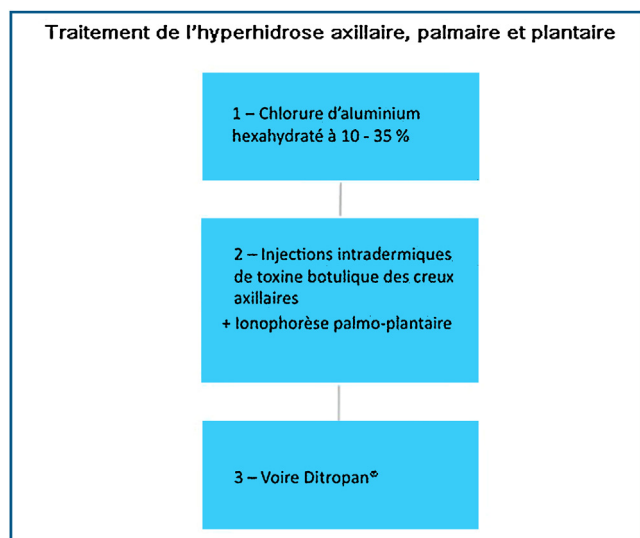 Traitement de l'hyperhidrose axillaire, palmaire et plantaire
1 – Chlorure d'aluminium
hexahydraté à 10 - 35 %
2 – Injections intradermiques
de toxine botulique des creux
axillaires
+ Ionophorèse palmo-plantaire
3 – Voire Ditropan®